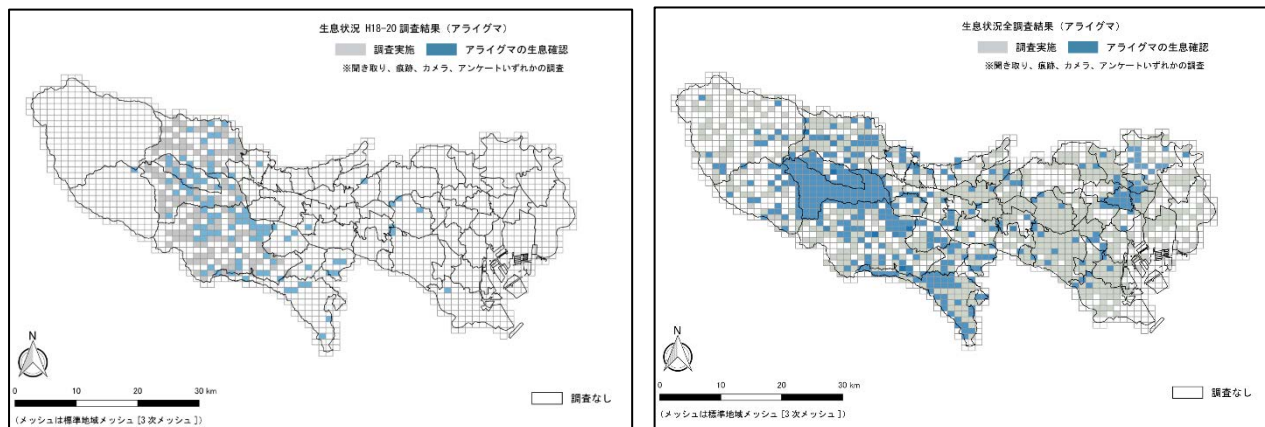 生息状況 H18-20 調査結果（アライグマ）
調査実施 アライグマの生息確認
※聞き取り、痕跡、カメラ、アンケートいずれかの調査
N
0 10 20 30 km
調査なし
(メッシュは標準地域メッシュ [3 次メッシュ])
生息状況全調査結果（アライグマ）
調査実施 アライグマの生息確認
※聞き取り、痕跡、カメラ、アンケートいずれかの調査
N
0 10 20 30 km
調査なし
(メッシュは標準地域メッシュ [3 次メッシュ])